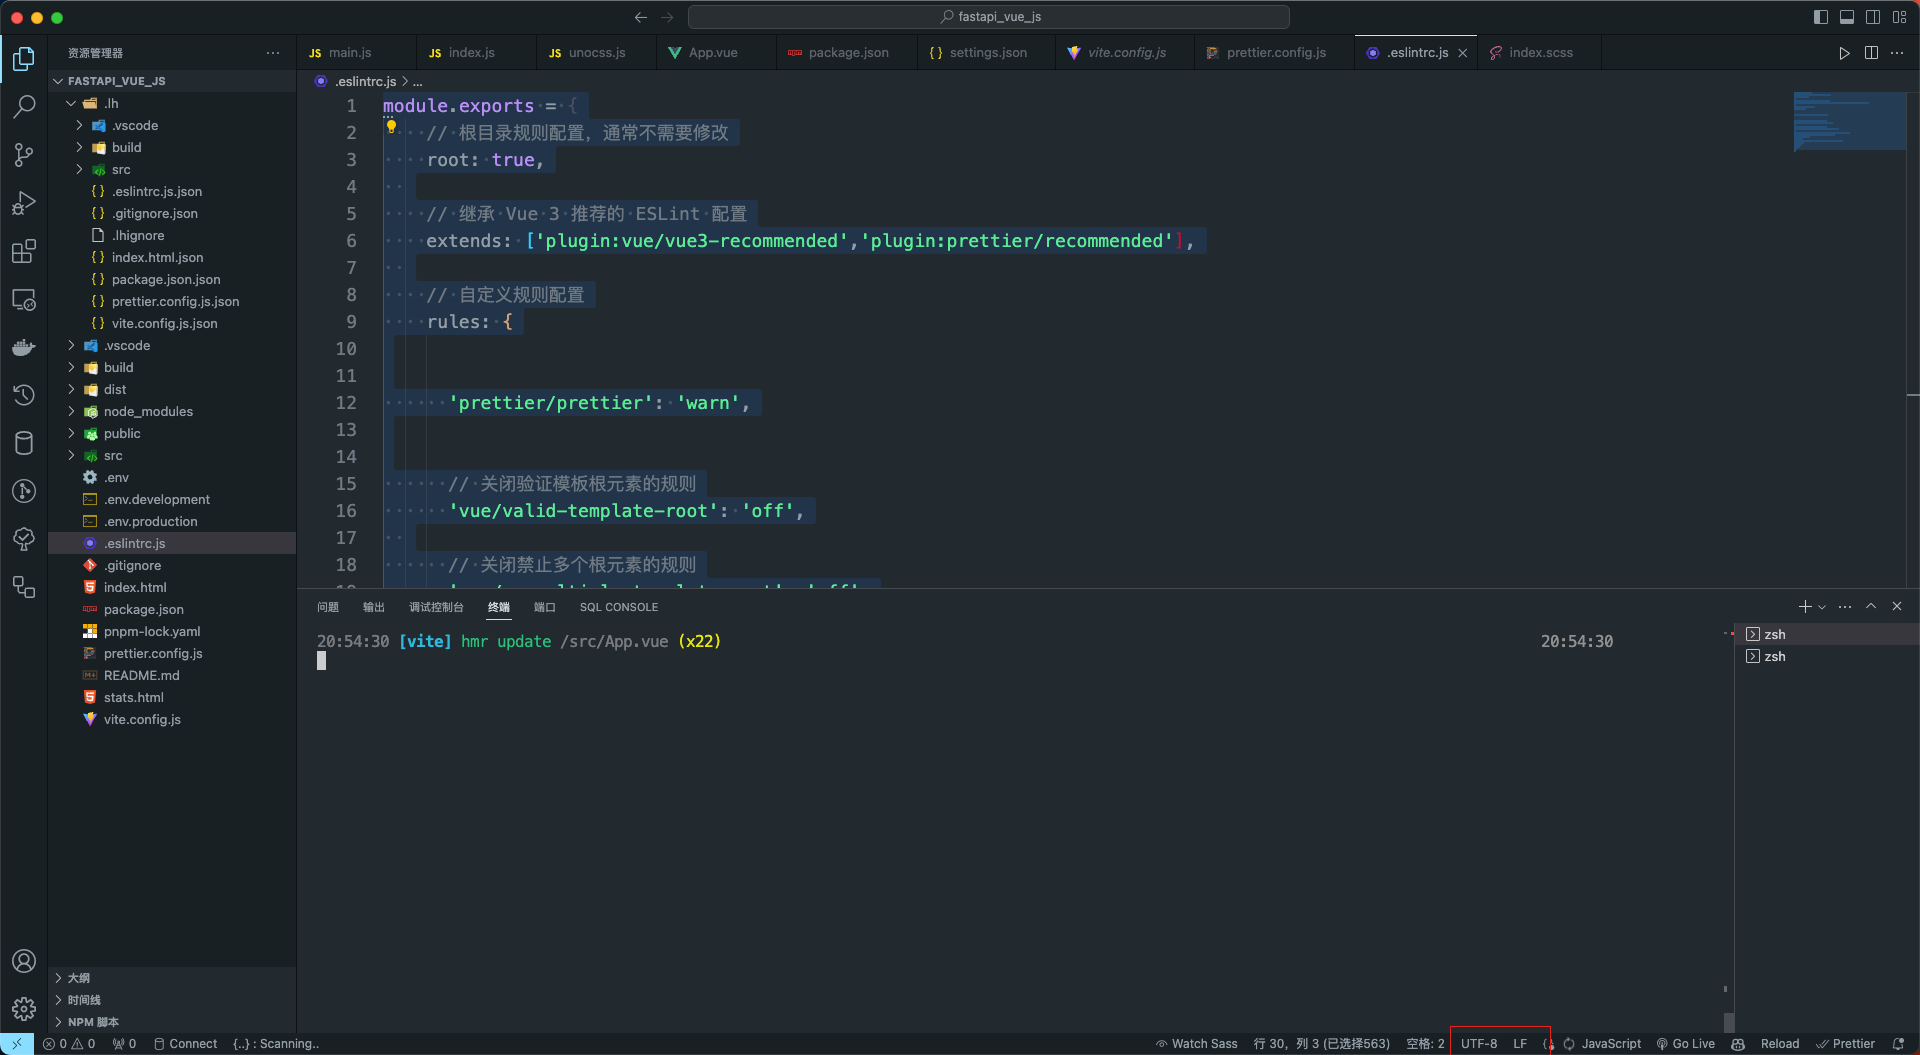 fastapi_vue_js
资源管理器
JS main.js
JS index.js
JS unocss.js
App.vue
package.json
{} settings.json
vite.config.js
prettier.config.js
.eslintrc.js
index.scss
FASTAPI_VUE_JS
.lh
.vscode
build
src
{} .eslintrc.js.json
{} .gitignore.json
.lhignore
{} index.html.json
{} package.json.json
{} prettier.config.js.json
{} vite.config.js.json
.vscode
build
dist
node_modules
public
src
.env
.env.development
.env.production
.eslintrc.js
.gitignore
index.html
package.json
pnpm-lock.yaml
prettier.config.js
README.md
stats.html
vite.config.js
大纲
时间线
NPM 脚本
.eslintrc.js > ...
1 module.exports = {
2 // 根目录规则配置，通常不需要修改
3 root: true,
4
5 // 继承 Vue 3 推荐的 ESLint 配置
6 extends: ['plugin:vue/vue3-recommended','plugin:prettier/recommended'],
7
8 // 自定义规则配置
9 rules: {
10
11
12 'prettier/prettier': 'warn',
13
14
15 // 关闭验证模板根元素的规则
16 'vue/valid-template-root': 'off',
17
18 // 关闭禁止多个根元素的规则
问题 输出 调试控制台 终端 端口 SQL CONSOLE
20:54:30 [vite] hmr update /src/App.vue (x22) 20:54:30
zsh
zsh
0 0 0 Connect {..} : Scanning.. Watch Sass 行 30，列 3 (已选择563) 空格: 2 UTF-8 LF JavaScript Go Live Reload Prettier